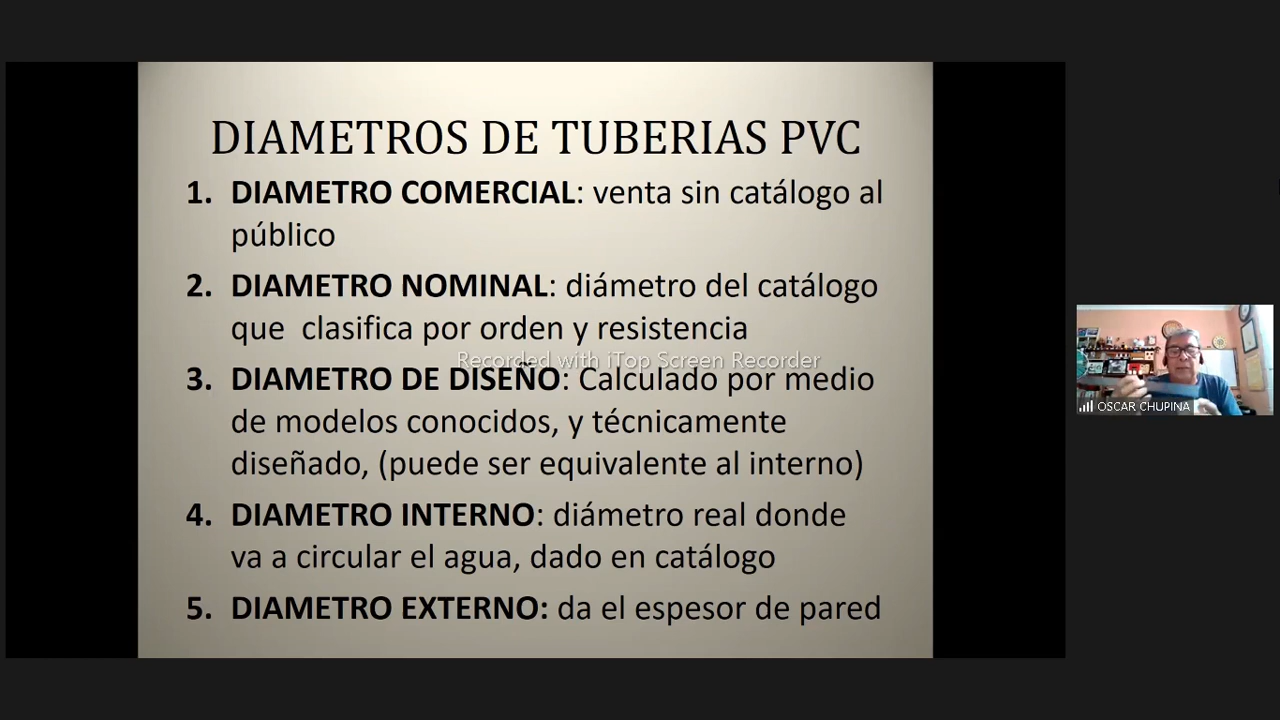 DIAMETROS DE TUBERIAS PVC
1. DIAMETRO COMERCIAL: venta sin catálogo al
público
2. DIAMETRO NOMINAL: diámetro del catálogo
que clasifica por orden y resistencia
Recorded with iTop Screen Recorder
3. DIAMETRO DE DISEÑO: Calculado por medio
de modelos conocidos, y técnicamente
diseñado, (puede ser equivalente al interno)
4. DIAMETRO INTERNO: diámetro real donde
va a circular el agua, dado en catálogo
5. DIAMETRO EXTERNO: da el espesor de pared
OSCAR CHUPINA